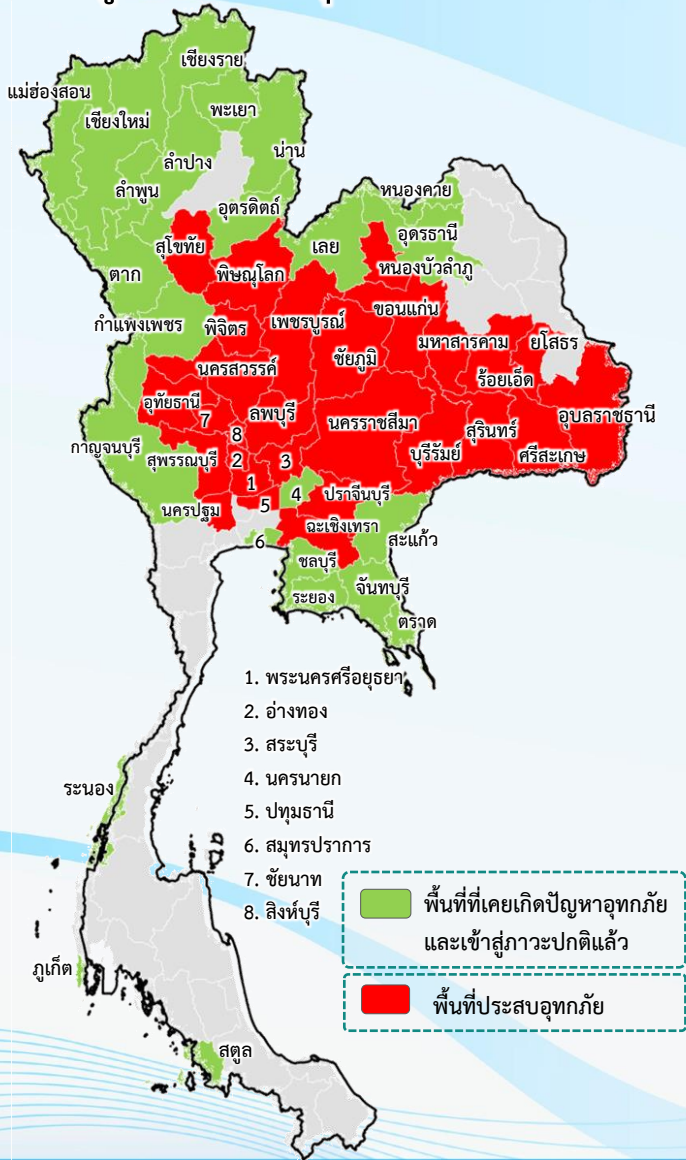 เชียงราย
แม่ฮ่องสอน
พะเยา
เชียงใหม่
น่าน
ลำปาง
ลำพูน
หนองคาย
อุตรดิตถ์
อุดรธานี
สุโขทัย
เลย
ตาก
พิษณุโลก
หนองบัวลำภู
ขอนแก่น
กำแพงเพชร
พิจิตร
เพชรบูรณ์
มหาสารคาม
ยโสธร
ชัยภูมิ
นครสวรรค์
ร้อยเอ็ด
อุทัยธานี
7
ลพบุรี
นครราชสีมา
อุบลราชธานี
8
สุรินทร์
กาญจนบุรี
สุพรรณบุรี
2
3
บุรีรัมย์
ศรีสะเกษ
1
4
ปราจีนบุรี
นครปฐม
5
ฉะเชิงเทรา
6
สะแก้ว
ชลบุรี
จันทบุรี
ระยอง
ตราด
1. พระนครศรีอยุธยา
2. อ่างทอง
3. สระบุรี
4. นครนายก
5. ปทุมธานี
6. สมุทรปราการ
7. ชัยนาท
8. สิงห์บุรี
ระนอง
ภูเก็ต
สตูล
พื้นที่ที่เคยเกิดปัญหาอุทกภัย
และเข้าสู่ภาวะปกติแล้ว
พื้นที่ประสบอุทกภัย